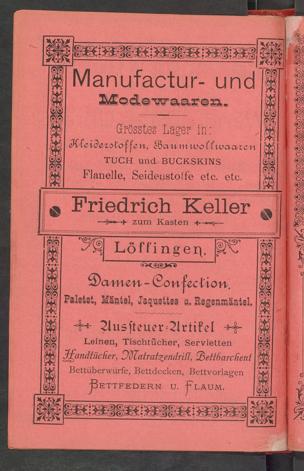 Manufactur- und
Modewaaren.
Grösstes Lager in:
Kleiderstoffen, Baumwollwaaren
TUCH und BUCKSKINS
Flanelle, Seidenstoffe etc. etc.
Friedrich Keller
zum Kasten
Löffingen.
Damen-Confection.
Paletot, Mäntel, Jaquettes u. Regenmäntel.
Aussteuer-Artikel
Leinen, Tischtücher, Servietten
Handtücher, Matratzendrill, Bettbarchent
Bettüberwürfe, Bettdecken, Bettvorlagen
BETTFEDERN U. FLAUM.